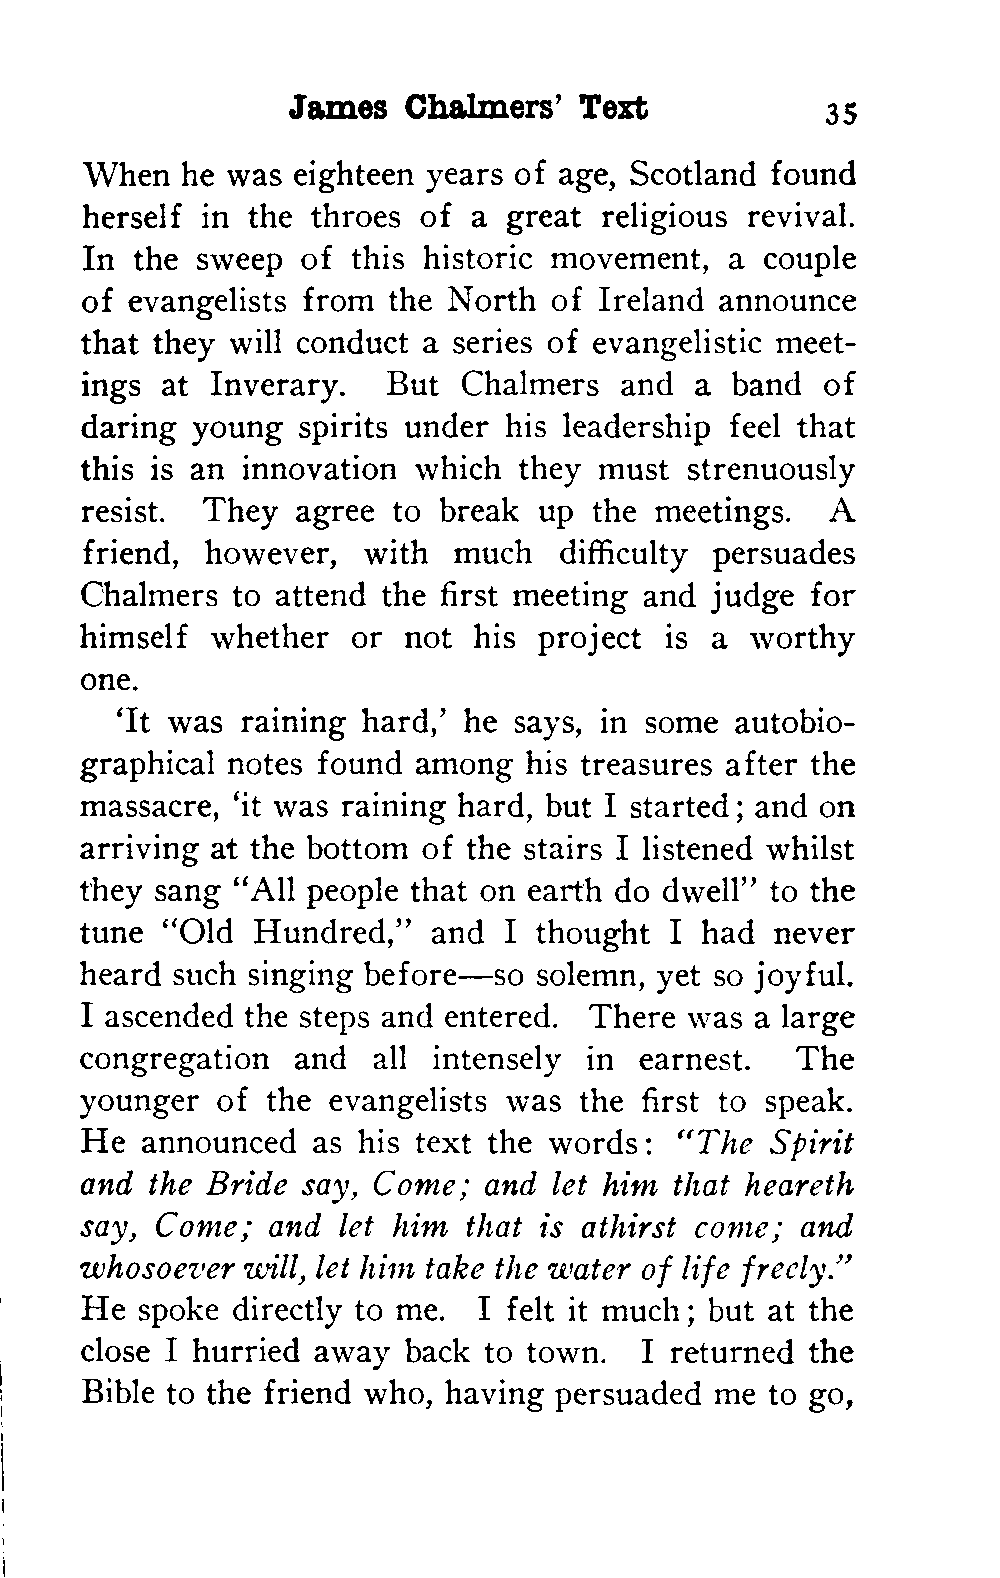 James Chalmers' Text 35
When he was eighteen years of age, Scotland found
herself in the throes of a great religious revival.
In the sweep of this historic movement, a couple
of evangelists from the North of Ireland announce
that they will conduct a series of evangelistic meet-
ings at Inverary. But Chalmers and a band of
daring young spirits under his leadership feel that
this is an innovation which they must strenuously
resist. They agree to break up the meetings. A
friend, however, with much difficulty persuades
Chalmers to attend the first meeting and judge for
himself whether or not his project is a worthy
one.
'It was raining hard,' he says, in some autobio-
graphical notes found among his treasures after the
massacre, 'it was raining hard, but I started; and on
arriving at the bottom of the stairs I listened whilst
they sang "All people that on earth do dwell" to the
tune "Old Hundred," and I thought I had never
heard such singing before—so solemn, yet so joyful.
I ascended the steps and entered. There was a large
congregation and all intensely in earnest. The
younger of the evangelists was the first to speak.
He announced as his text the words: "The Spirit
and the Bride say, Come; and let him that heareth
say, Come; and let him that is athirst come; and
whosoever will, let him take the water of life freely."
He spoke directly to me. I felt it much; but at the
close I hurried away back to town. I returned the
Bible to the friend who, having persuaded me to go,